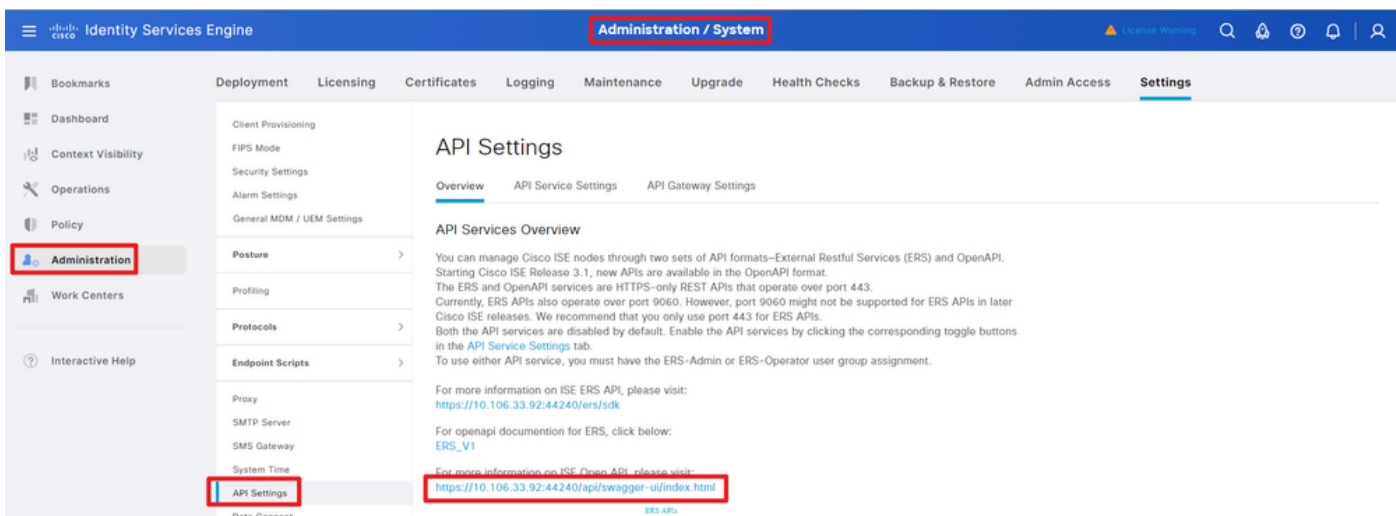 cisco Identity Services Engine
Administration / System
License Warning
Bookmarks
Dashboard
Context Visibility
Operations
Policy
Administration
Work Centers
Interactive Help
Deployment Licensing Certificates Logging Maintenance Upgrade Health Checks Backup & Restore Admin Access Settings
Client Provisioning
FIPS Mode
Security Settings
Alarm Settings
General MDM / UEM Settings
Posture
Profiling
Protocols
Endpoint Scripts
Proxy
SMTP Server
SMS Gateway
System Time
API Settings
Data Connect
API Settings
Overview API Service Settings API Gateway Settings
API Services Overview
You can manage Cisco ISE nodes through two sets of API formats–External Restful Services (ERS) and OpenAPI.
Starting Cisco ISE Release 3.1, new APIs are available in the OpenAPI format.
The ERS and OpenAPI services are HTTPS-only REST APIs that operate over port 443.
Currently, ERS APIs also operate over port 9060. However, port 9060 might not be supported for ERS APIs in later
Cisco ISE releases. We recommend that you only use port 443 for ERS APIs.
Both the API services are disabled by default. Enable the API services by clicking the corresponding toggle buttons
in the API Service Settings tab.
To use either API service, you must have the ERS-Admin or ERS-Operator user group assignment.
For more information on ISE ERS API, please visit:
https://10.106.33.92:44240/ers/sdk
For openapi documention for ERS, click below:
ERS_V1
For more information on ISE Open API, please visit:
https://10.106.33.92:44240/api/swagger-ui/index.html
ERS APIs